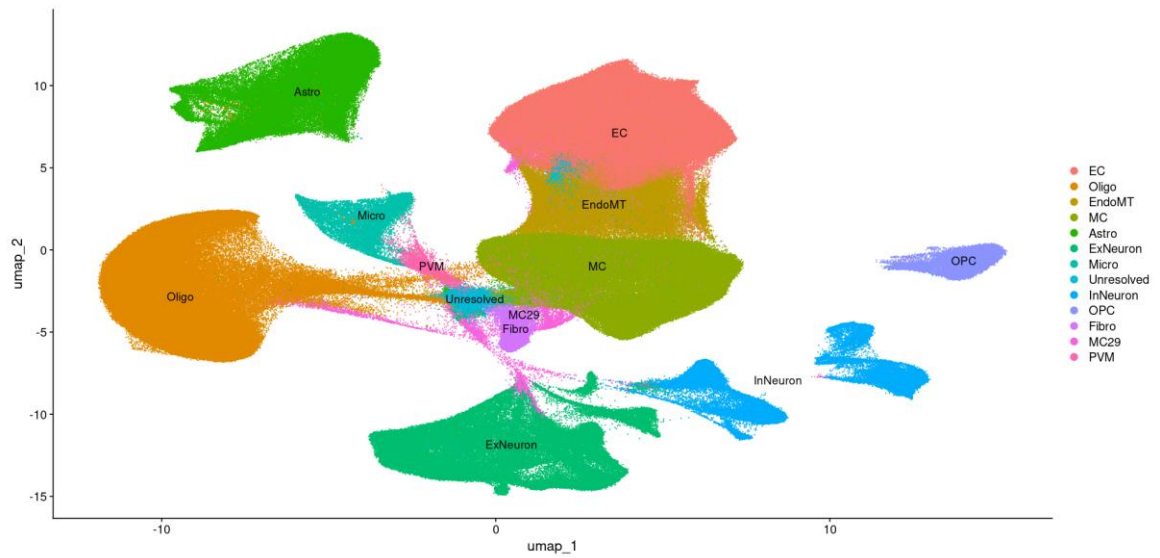 10
5
0
-5
-10
-15
umap_2
Astro
EC
EndoMT
Micro
PVM
MC
OPC
Oligo
Unresolved
MC29
Fibro
InNeuron
ExNeuron
-10
0
10
umap_1
EC
Oligo
EndoMT
MC
Astro
ExNeuron
Micro
Unresolved
InNeuron
OPC
Fibro
MC29
PVM